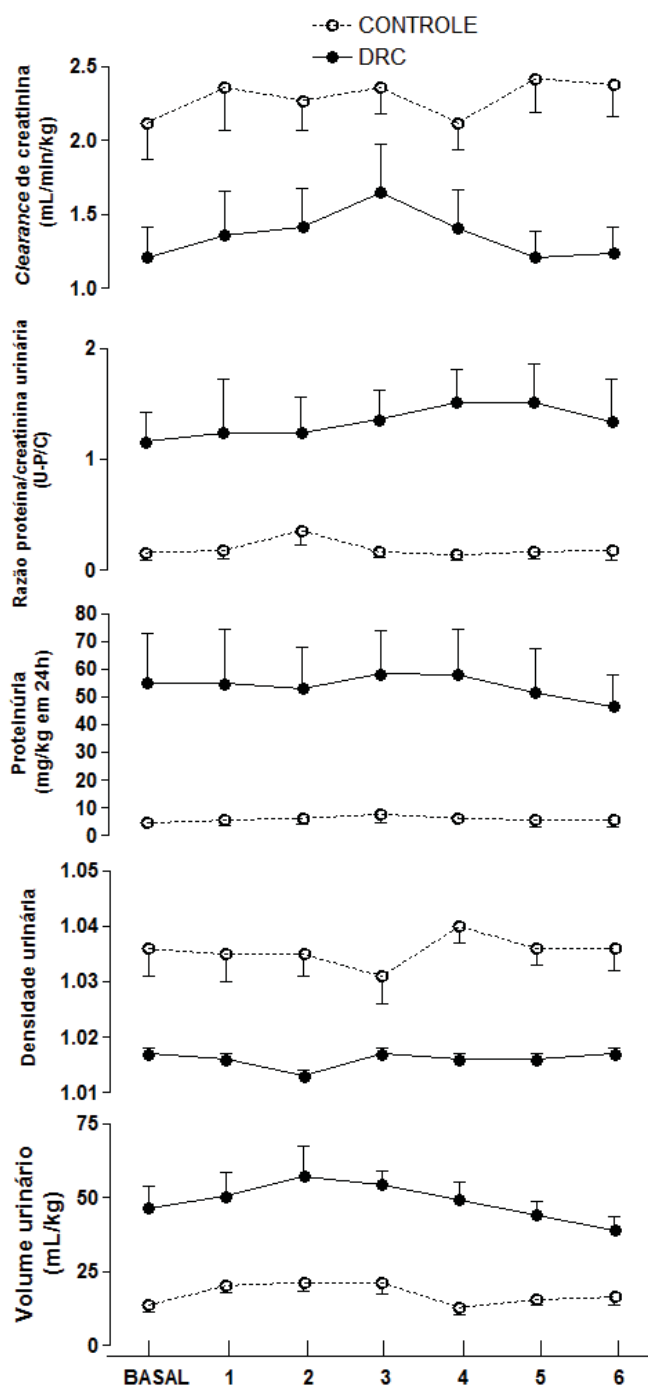 CONTROLE
DRC
Clearance de creatinina
(mL/min/kg)
2.5
2.0
1.5
1.0
Razão proteína/creatinina urinária
(U-P/C)
2
1
0
Proteinúria
(mg/kg em 24h)
80
70
60
50
40
30
20
10
0
Densidade urinária
1.05
1.04
1.03
1.02
1.01
Volume urinário
(mL/kg)
75
50
25
0
BASAL 1 2 3 4 5 6